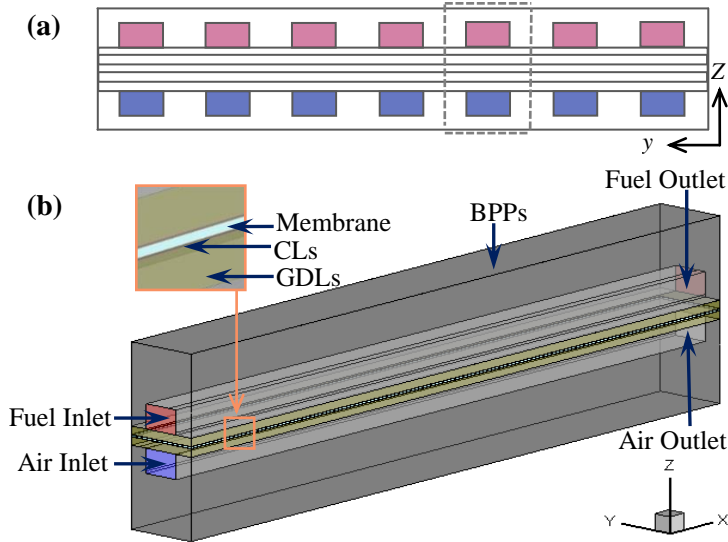 (a)
Z
y
(b)
Fuel Outlet
BPPs
Membrane
CLs
GDLs
Fuel Inlet
Air Inlet
Air Outlet
Z
Y
X